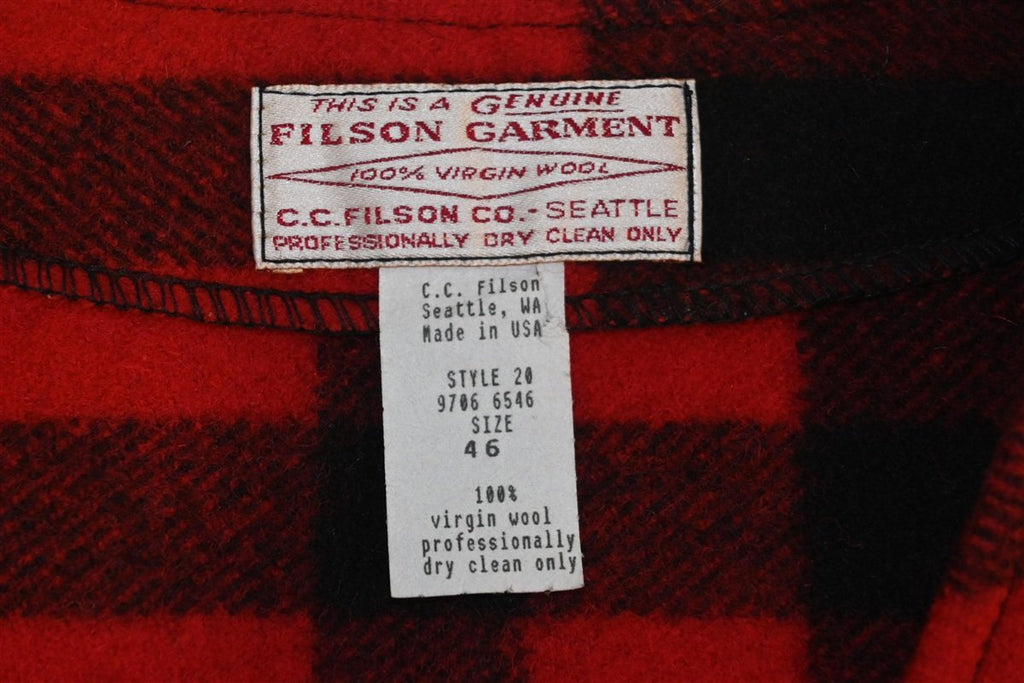 THIS IS A GENUINE
FILSON GARMENT
100% VIRGIN WOOL
C.C. FILSON CO.- SEATTLE
PROFESSIONALLY DRY CLEAN ONLY
C.C. Filson
Seattle, WA
Made in USA
STYLE 20
9706 6546
SIZE
46
100%
virgin wool
professionally
dry clean only